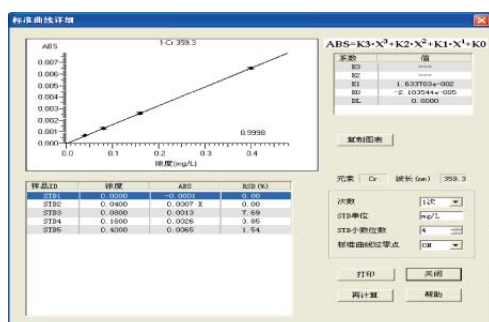 标准曲线详细
1-Cr 359.3
ABS
0.007
0.006
0.005
0.004
0.003
0.002
0.001
0.000
0.9998
0.0 0.1 0.2 0.3 0.4
浓度(mg/L)
ABS=K3·X³+K2·X²+K1·X¹+K0
系数 值
K3 ---
K2 ---
K1 1.633703e-002
K0 -2.103544e-005
DL 0.0000
复制图表
元素 Cr 波长(nm) 359.3
样品ID 浓度 ABS RSD(%)
STD1 0.0000 -0.0001 0.00
STD2 0.0400 0.0007 X 0.00
STD3 0.0800 0.0013 7.69
STD4 0.1600 0.0026 3.85
STD5 0.4000 0.0065 1.54
次数 1次
STD单位 mg/L
STD小数位数 4
标准曲线过零点 ON
打印 关闭
再计算 帮助